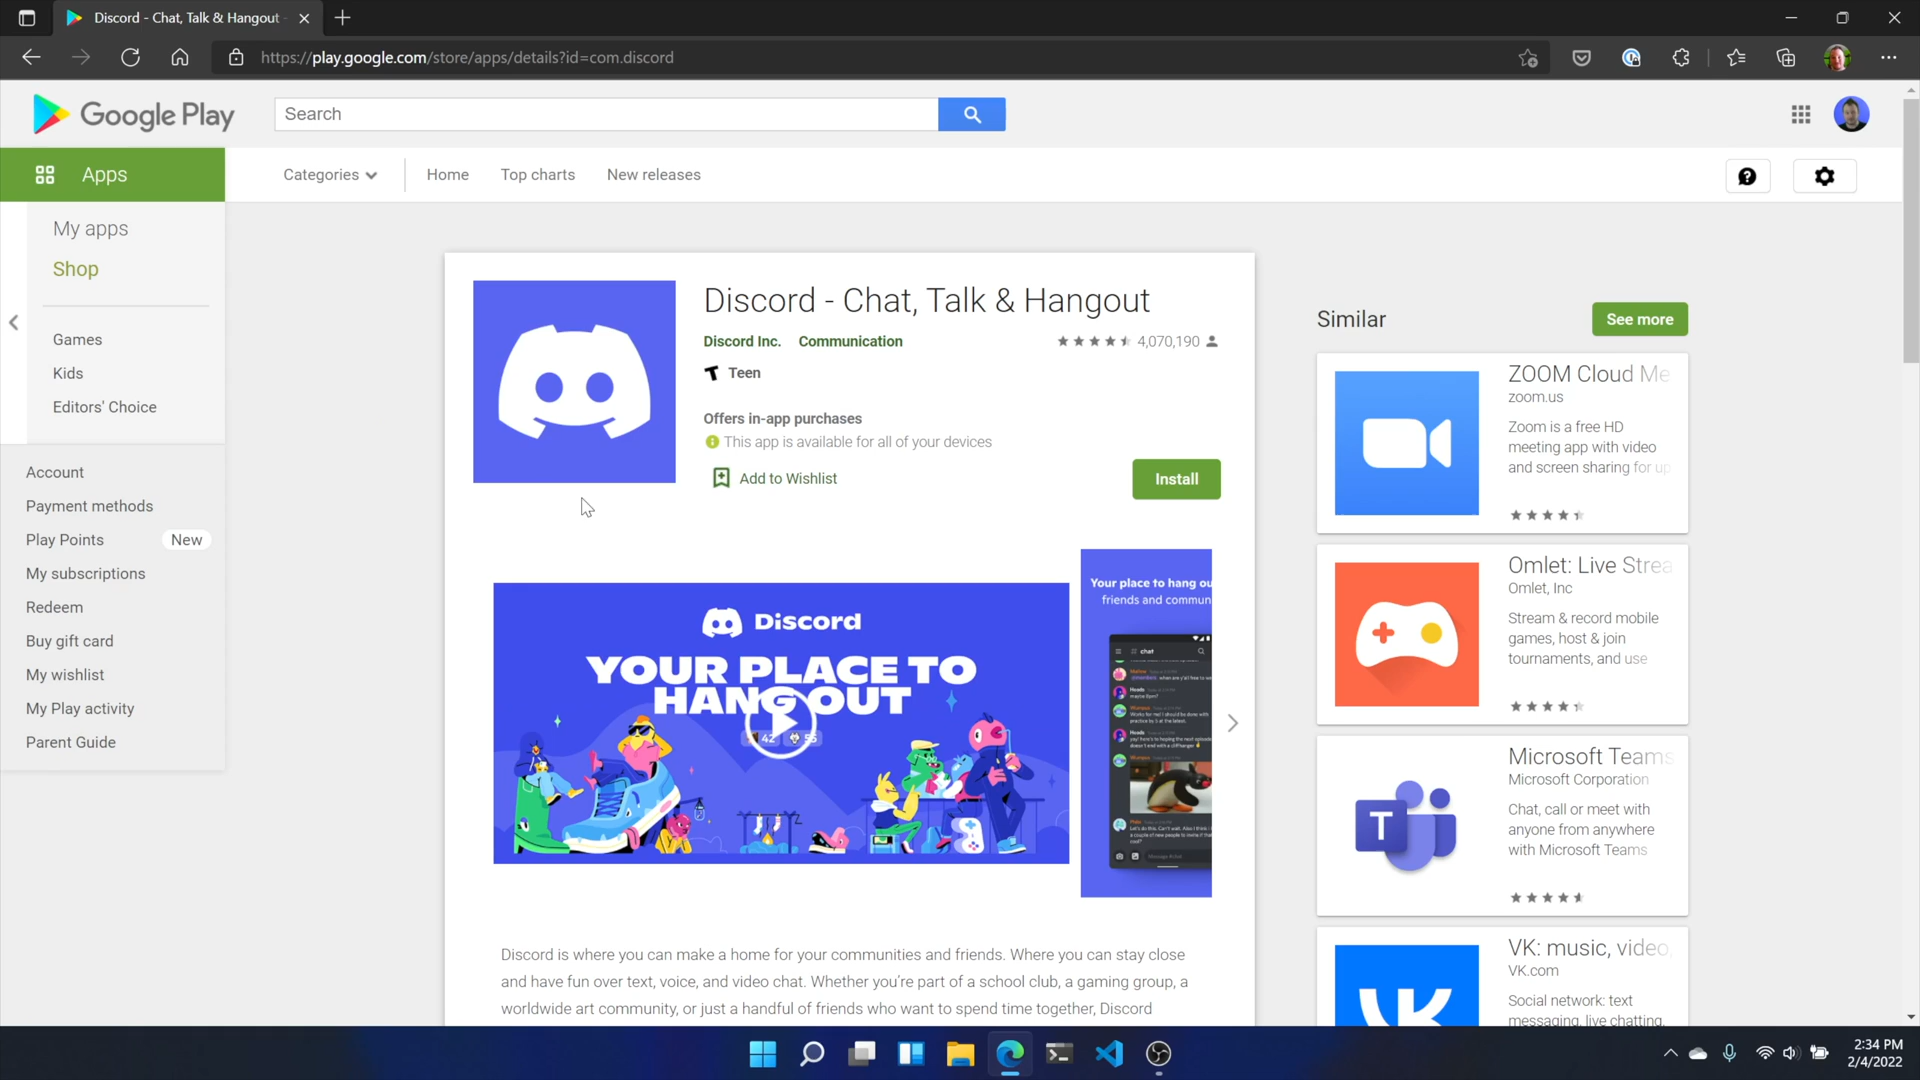 Discord - Chat, Talk & Hangout -
https://play.google.com/store/apps/details?id=com.discord
Google Play
Search
Apps
Categories
Home
Top charts
New releases
My apps
Shop
Games
Kids
Editors' Choice
Account
Payment methods
Play Points
New
My subscriptions
Redeem
Buy gift card
My wishlist
My Play activity
Parent Guide
Discord - Chat, Talk & Hangout
Discord Inc.
Communication
4,070,190
T
Teen
Offers in-app purchases
This app is available for all of your devices
Add to Wishlist
Install
Discord
YOUR PLACE TO
HANG OUT
42
55
Your place to hang ou
friends and commun
chat
Discord is where you can make a home for your communities and friends. Where you can stay close
and have fun over text, voice, and video chat. Whether you're part of a school club, a gaming group, a
worldwide art community, or just a handful of friends who want to spend time together, Discord
Similar
See more
ZOOM Cloud Me
zoom.us
Zoom is a free HD
meeting app with video
and screen sharing for up
Omlet: Live Strea
Omlet, Inc
Stream & record mobile
games, host & join
tournaments, and use
Microsoft Teams
Microsoft Corporation
T
Chat, call or meet with
anyone from anywhere
with Microsoft Teams
VK: music, video,
VK.com
Social network: text
messaging, live chatting,
2:34 PM
2/4/2022